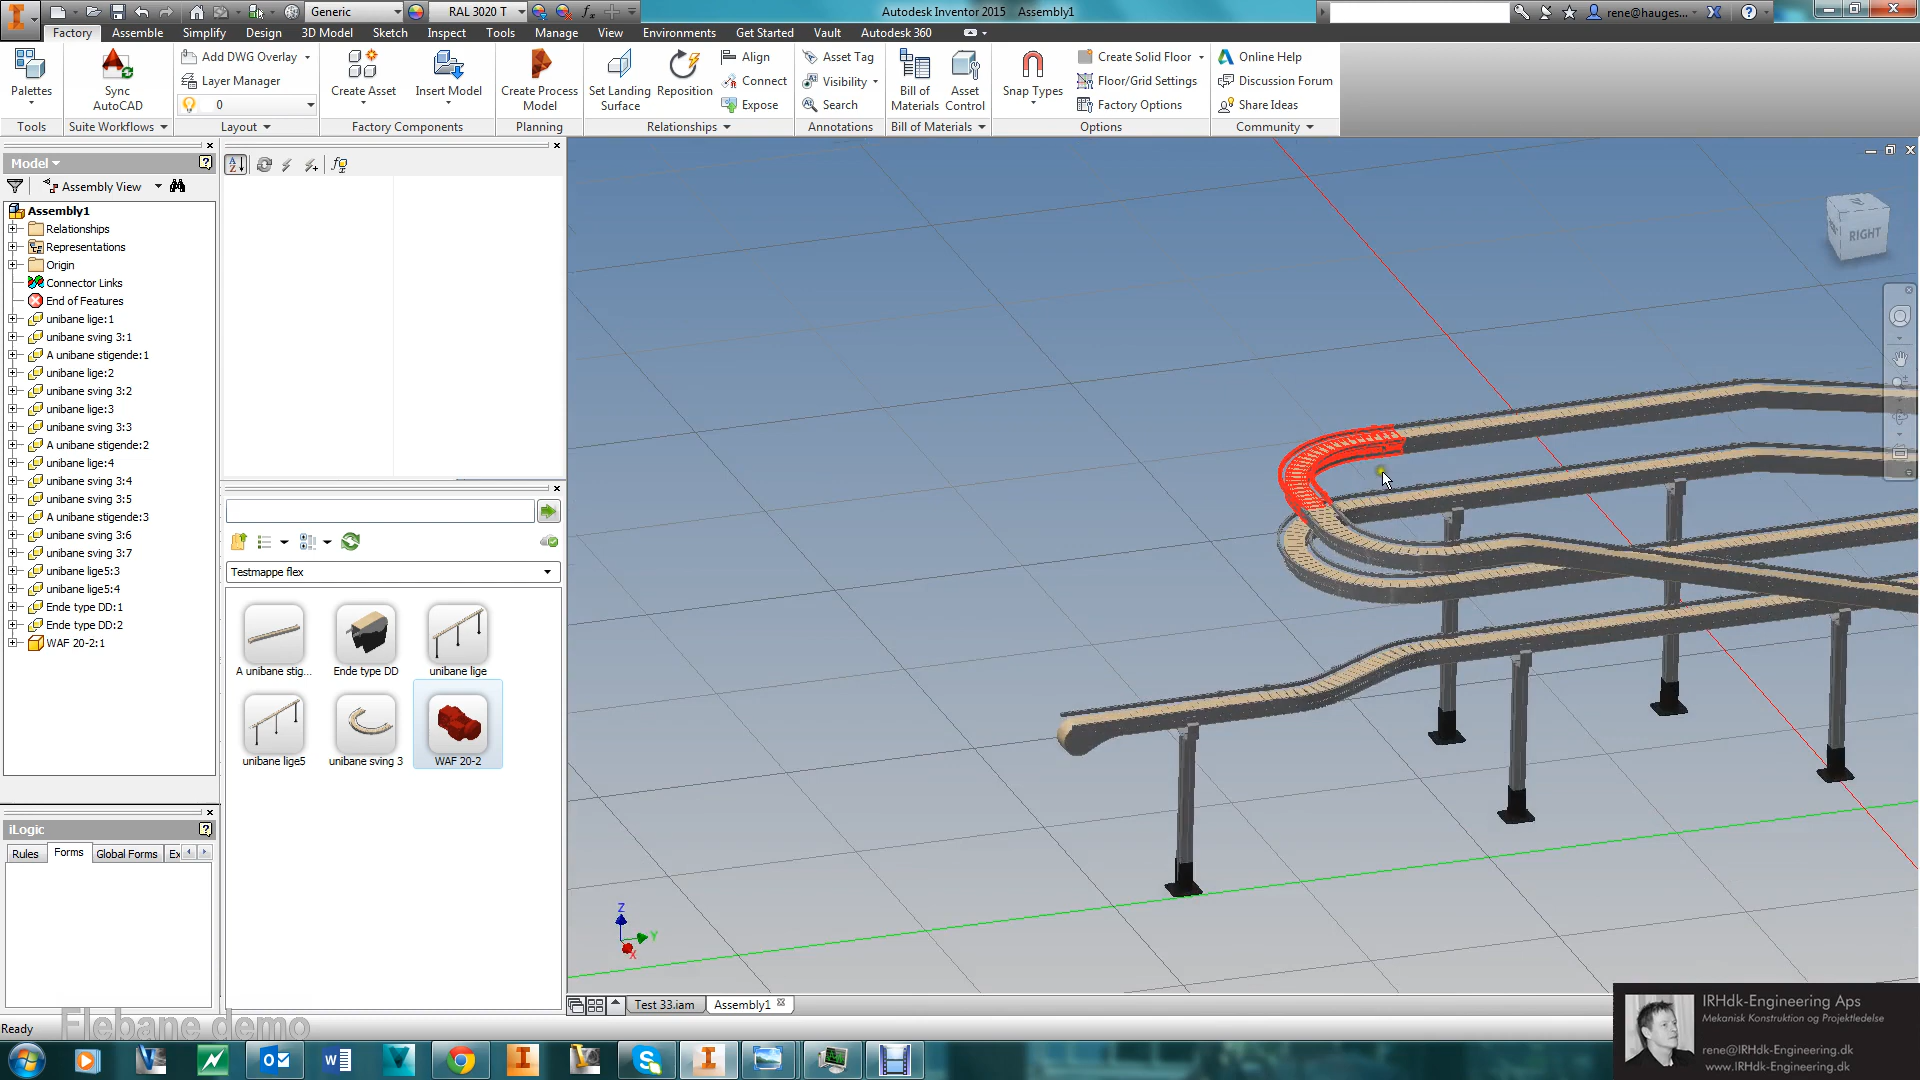 Generic
RAL 3020 T
Autodesk Inventor 2015 Assembly1
rene@hauges...
Factory Assemble Simplify Design 3D Model Sketch Inspect Tools Manage View Environments Get Started Vault Autodesk 360
Palettes
Sync AutoCAD
Add DWG Overlay
Layer Manager
0
Create Asset
Insert Model
Create Process Model
Set Landing Surface
Reposition
Align
Connect
Expose
Asset Tag
Visibility
Search
Bill of Materials
Asset Control
Snap Types
Create Solid Floor
Floor/Grid Settings
Factory Options
Online Help
Discussion Forum
Share Ideas
Tools Suite Workflows Layout Factory Components Planning Relationships Annotations Bill of Materials Options Community
Model
Assembly View
Assembly1
Relationships
Representations
Origin
Connector Links
End of Features
unibane lige:1
unibane sving 3:1
A unibane stigende:1
unibane lige:2
unibane sving 3:2
unibane lige:3
unibane sving 3:3
A unibane stigende:2
unibane lige:4
unibane sving 3:4
unibane sving 3:5
A unibane stigende:3
unibane sving 3:6
unibane sving 3:7
unibane lige5:3
unibane lige5:4
Ende type DD:1
Ende type DD:2
WAF 20-2:1
Testmappe flex
A unibane stig... Ende type DD unibane lige
unibane lige5 unibane sving 3 WAF 20-2
iLogic
Rules Forms Global Forms Ex
RIGHT
Z
Y
X
Test 33.iam Assembly1
Ready
Flebane demo
IRHdk-Engineering Aps
Mekanisk Konstruktion og Projektledelse
rene@IRHdk-Engineering.dk
www.IRHdk-Engineering.dk